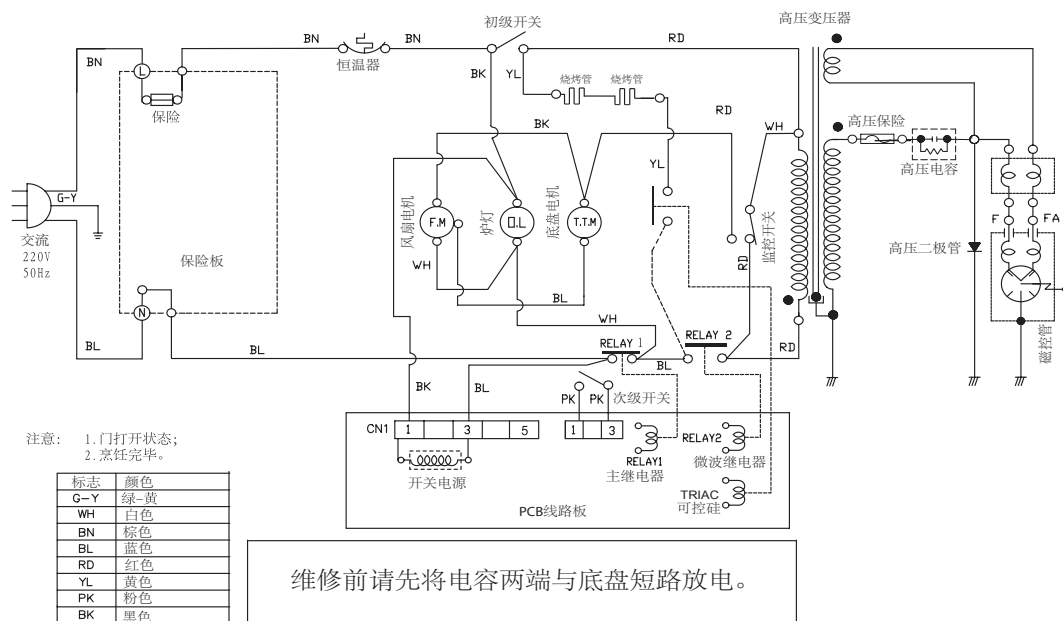 初级开关
高压变压器
BN
BN
BN
RD
恒温器
BK
YL
烧烤管
烧烤管
L
保险
BK
RD
WH
高压保险
高压电容
YL
G-Y
交流
220V
50Hz
保险板
风扇电机
F.M
炉灯
O.L
底盘电机
T.T.M
监控开关
F
FA
高压二极管
WH
BL
RD
磁控管
N
BL
BL
WH
RELAY 1
RELAY 2
BL
RD
BK
BL
PK
PK
次级开关
CN1
1
3
5
1
3
开关电源
RELAY1
主继电器
RELAY2
微波继电器
TRIAC
可控硅
PCB线路板
注意: 1.门打开状态;
2.烹饪完毕。
标志 颜色
G-Y 绿-黄
WH 白色
BN 棕色
BL 蓝色
RD 红色
YL 黄色
PK 粉色
BK 黑色
维修前请先将电容两端与底盘短路放电。